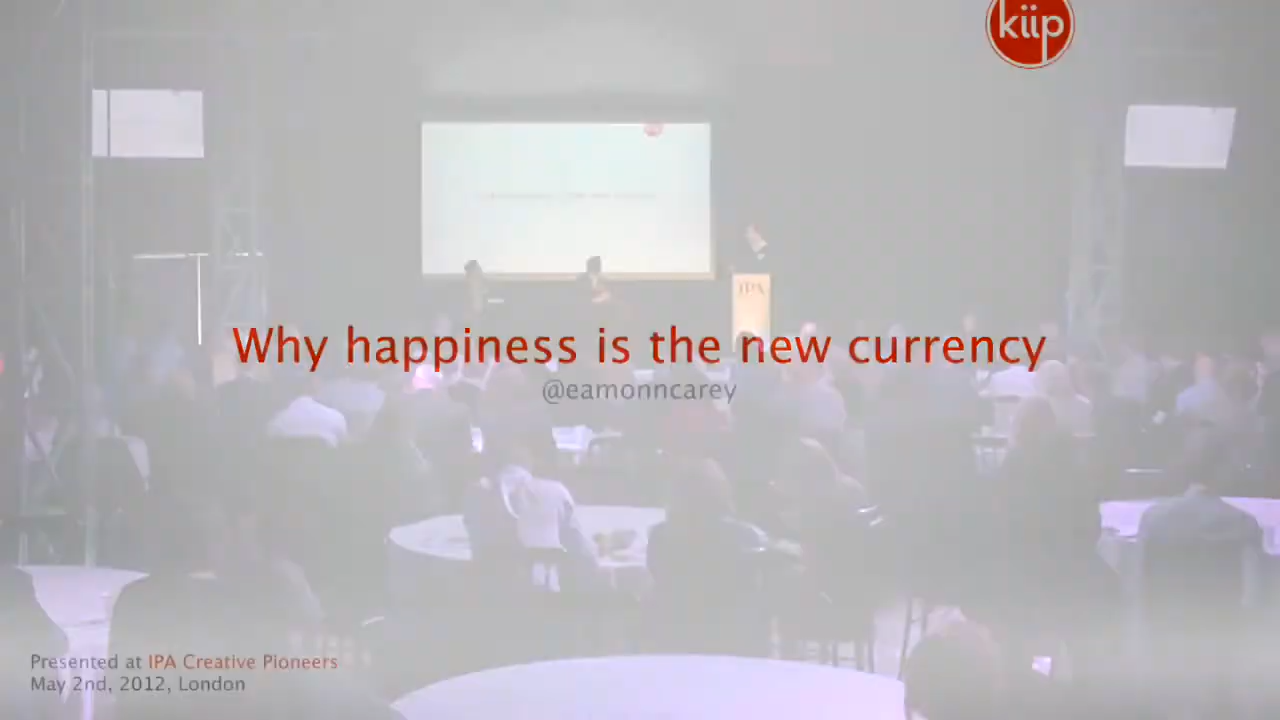 kiip
IPA
Why happiness is the new currency
@eamonncarey
Presented at IPA Creative Pioneers
May 2nd, 2012, London